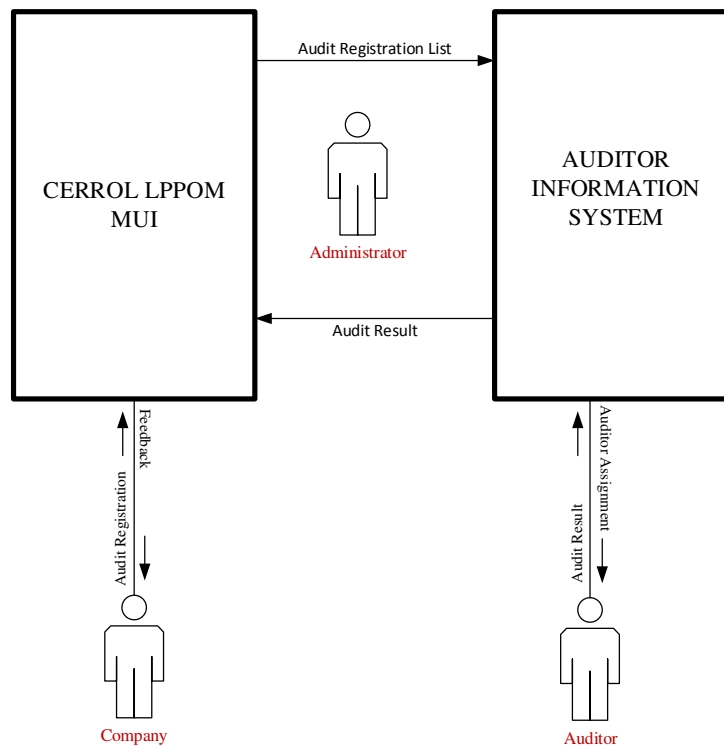 Audit Registration List
CERROL LPPOM
MUI
AUDITOR
INFORMATION
SYSTEM
Administrator
Audit Result
Audit Registration
Feedback
Audit Result
Auditor Assignment
Company
Auditor